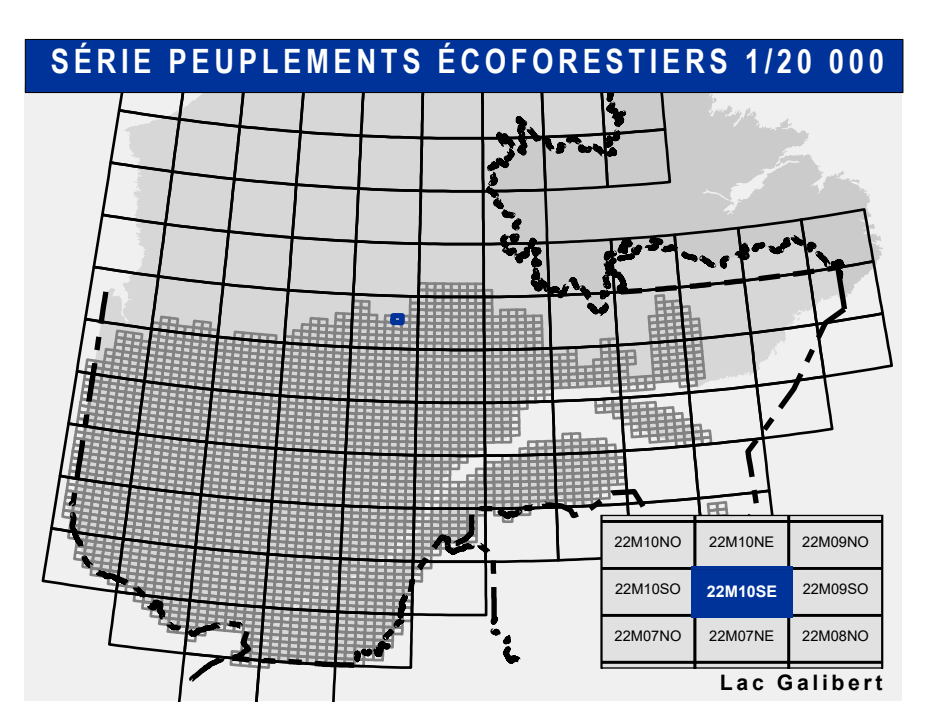 SÉRIE PEUPLEMENTS ÉCOFORESTIERS 1/20 000
22M10NO 22M10NE 22M09NO
22M10SO 22M10SE 22M09SO
22M07NO 22M07NE 22M08NO
Lac Galibert